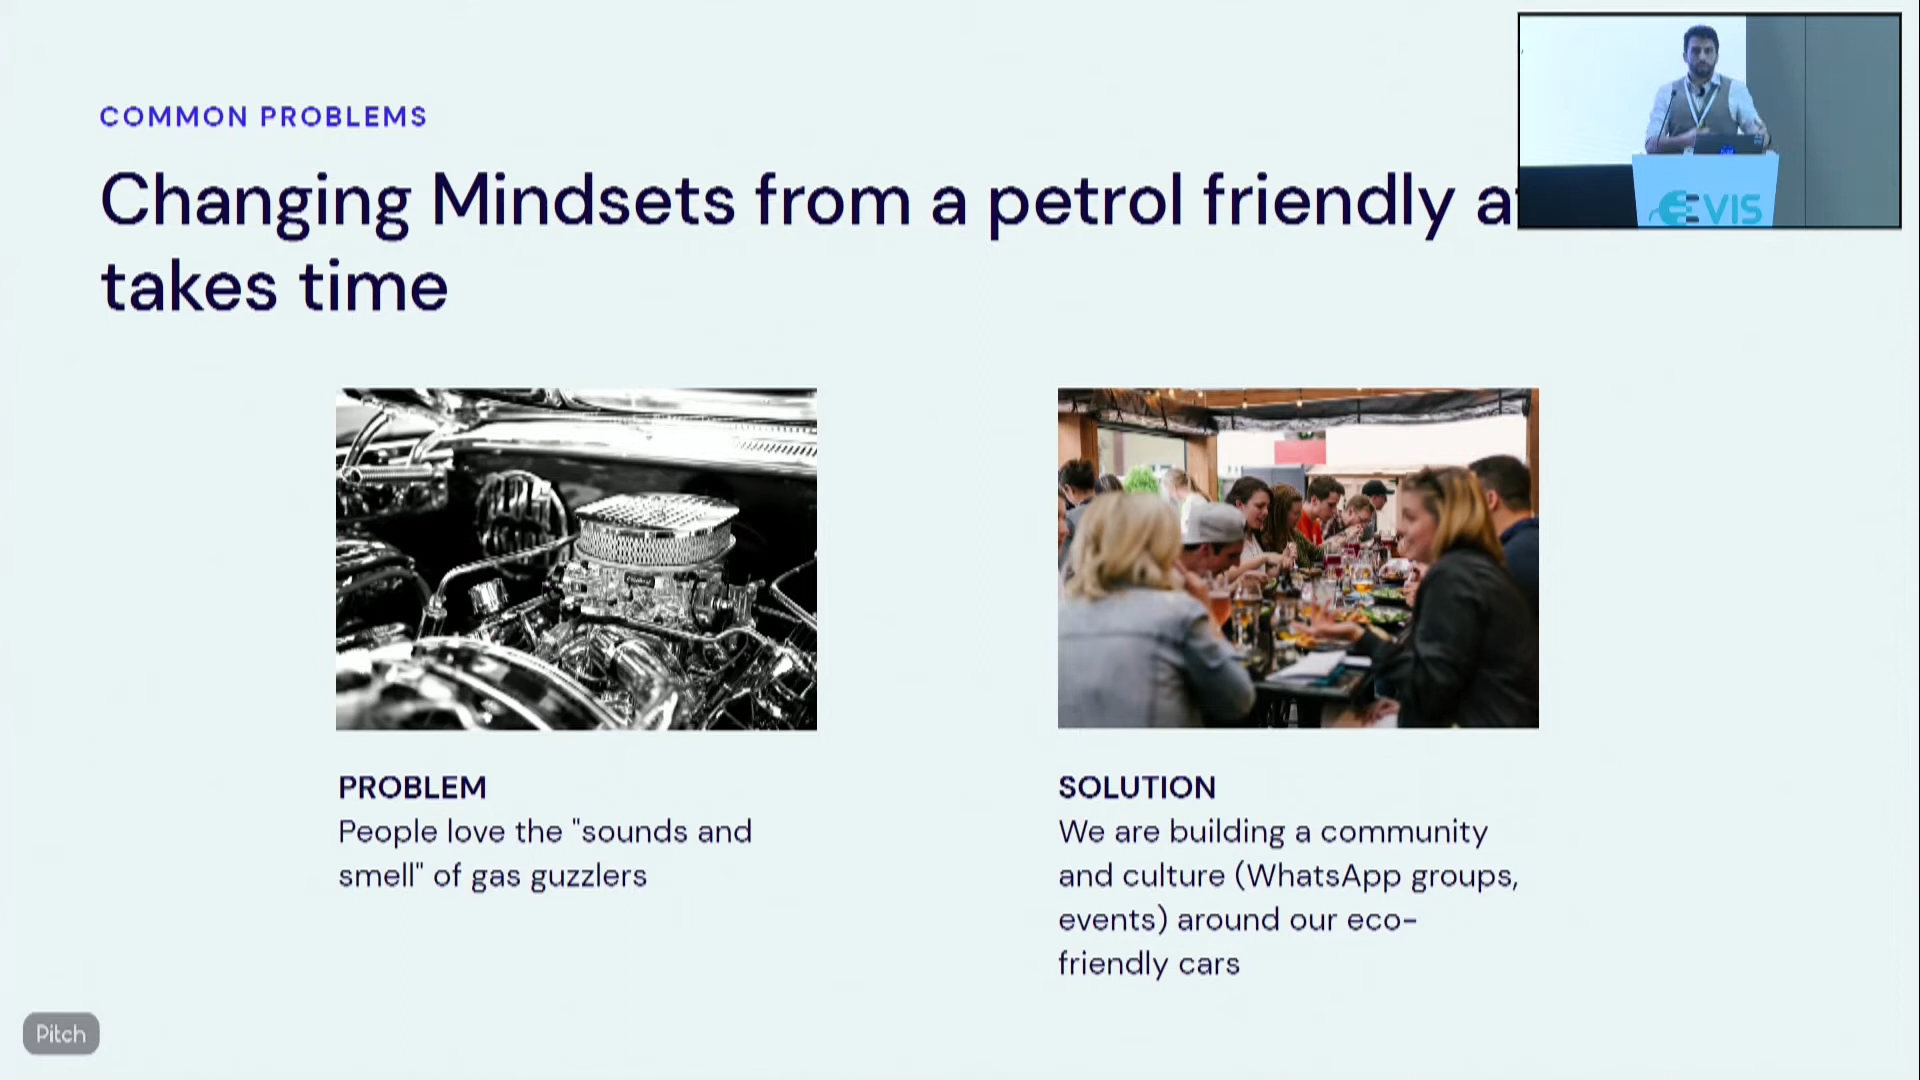 COMMON PROBLEMS
Changing Mindsets from a petrol friendly
takes time
EVIS
PROBLEM
People love the "sounds and
smell" of gas guzzlers
SOLUTION
We are building a community
and culture (WhatsApp groups,
events) around our eco-
friendly cars
Pitch